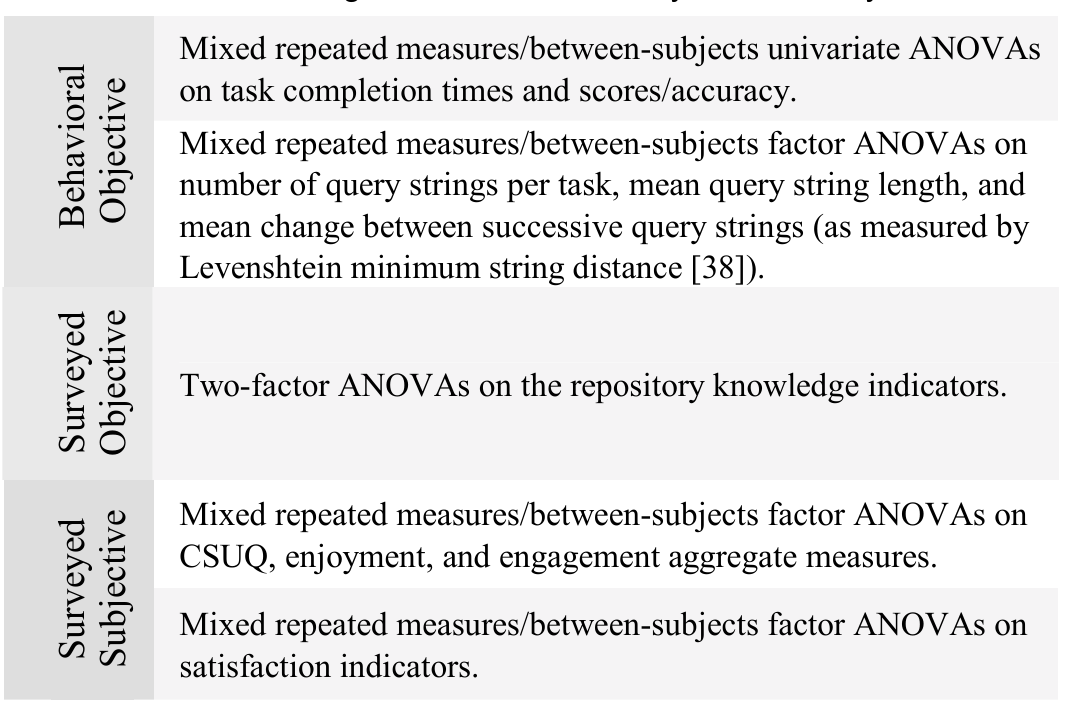 Behavioral
Objective
Mixed repeated measures/between-subjects univariate ANOVAs
on task completion times and scores/accuracy.
Mixed repeated measures/between-subjects factor ANOVAs on
number of query strings per task, mean query string length, and
mean change between successive query strings (as measured by
Levenshtein minimum string distance [38]).
Surveyed
Objective
Two-factor ANOVAs on the repository knowledge indicators.
Surveyed
Subjective
Mixed repeated measures/between-subjects factor ANOVAs on
CSUQ, enjoyment, and engagement aggregate measures.
Mixed repeated measures/between-subjects factor ANOVAs on
satisfaction indicators.